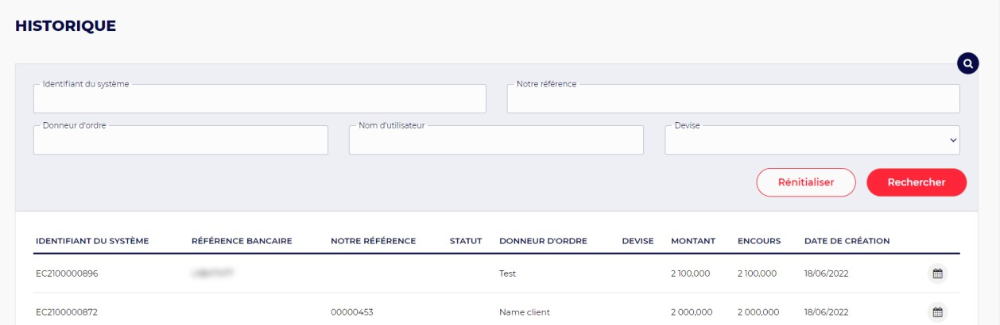 HISTORIQUE
Identifiant du système Notre référence
Donneur d'ordre Nom d'utilisateur Devise
Rénitialiser Rechercher
IDENTIFIANT DU SYSTÈME RÉFÉRENCE BANCAIRE NOTRE RÉFÉRENCE STATUT DONNEUR D'ORDRE DEVISE MONTANT ENCOURS DATE DE CRÉATION
EC2100000896 Test 2 100,000 2 100,000 18/06/2022
EC2100000872 00000453 Name client 2 000,000 2 000,000 18/06/2022